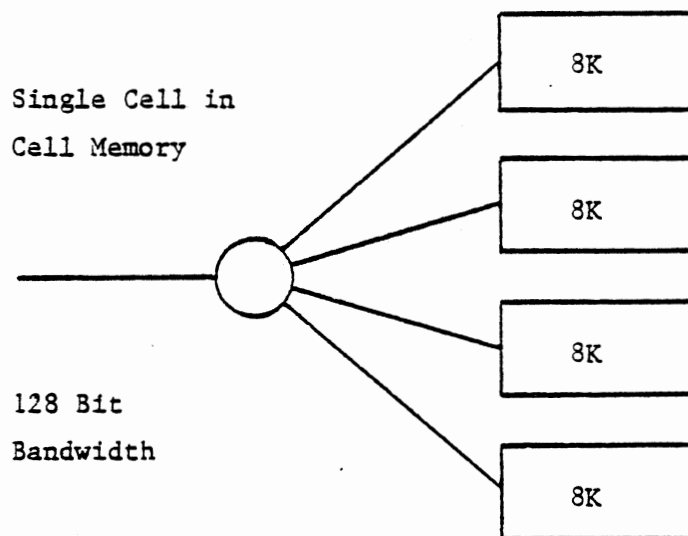 Single Cell in
Cell Memory
128 Bit
Bandwidth
8K
8K
8K
8K